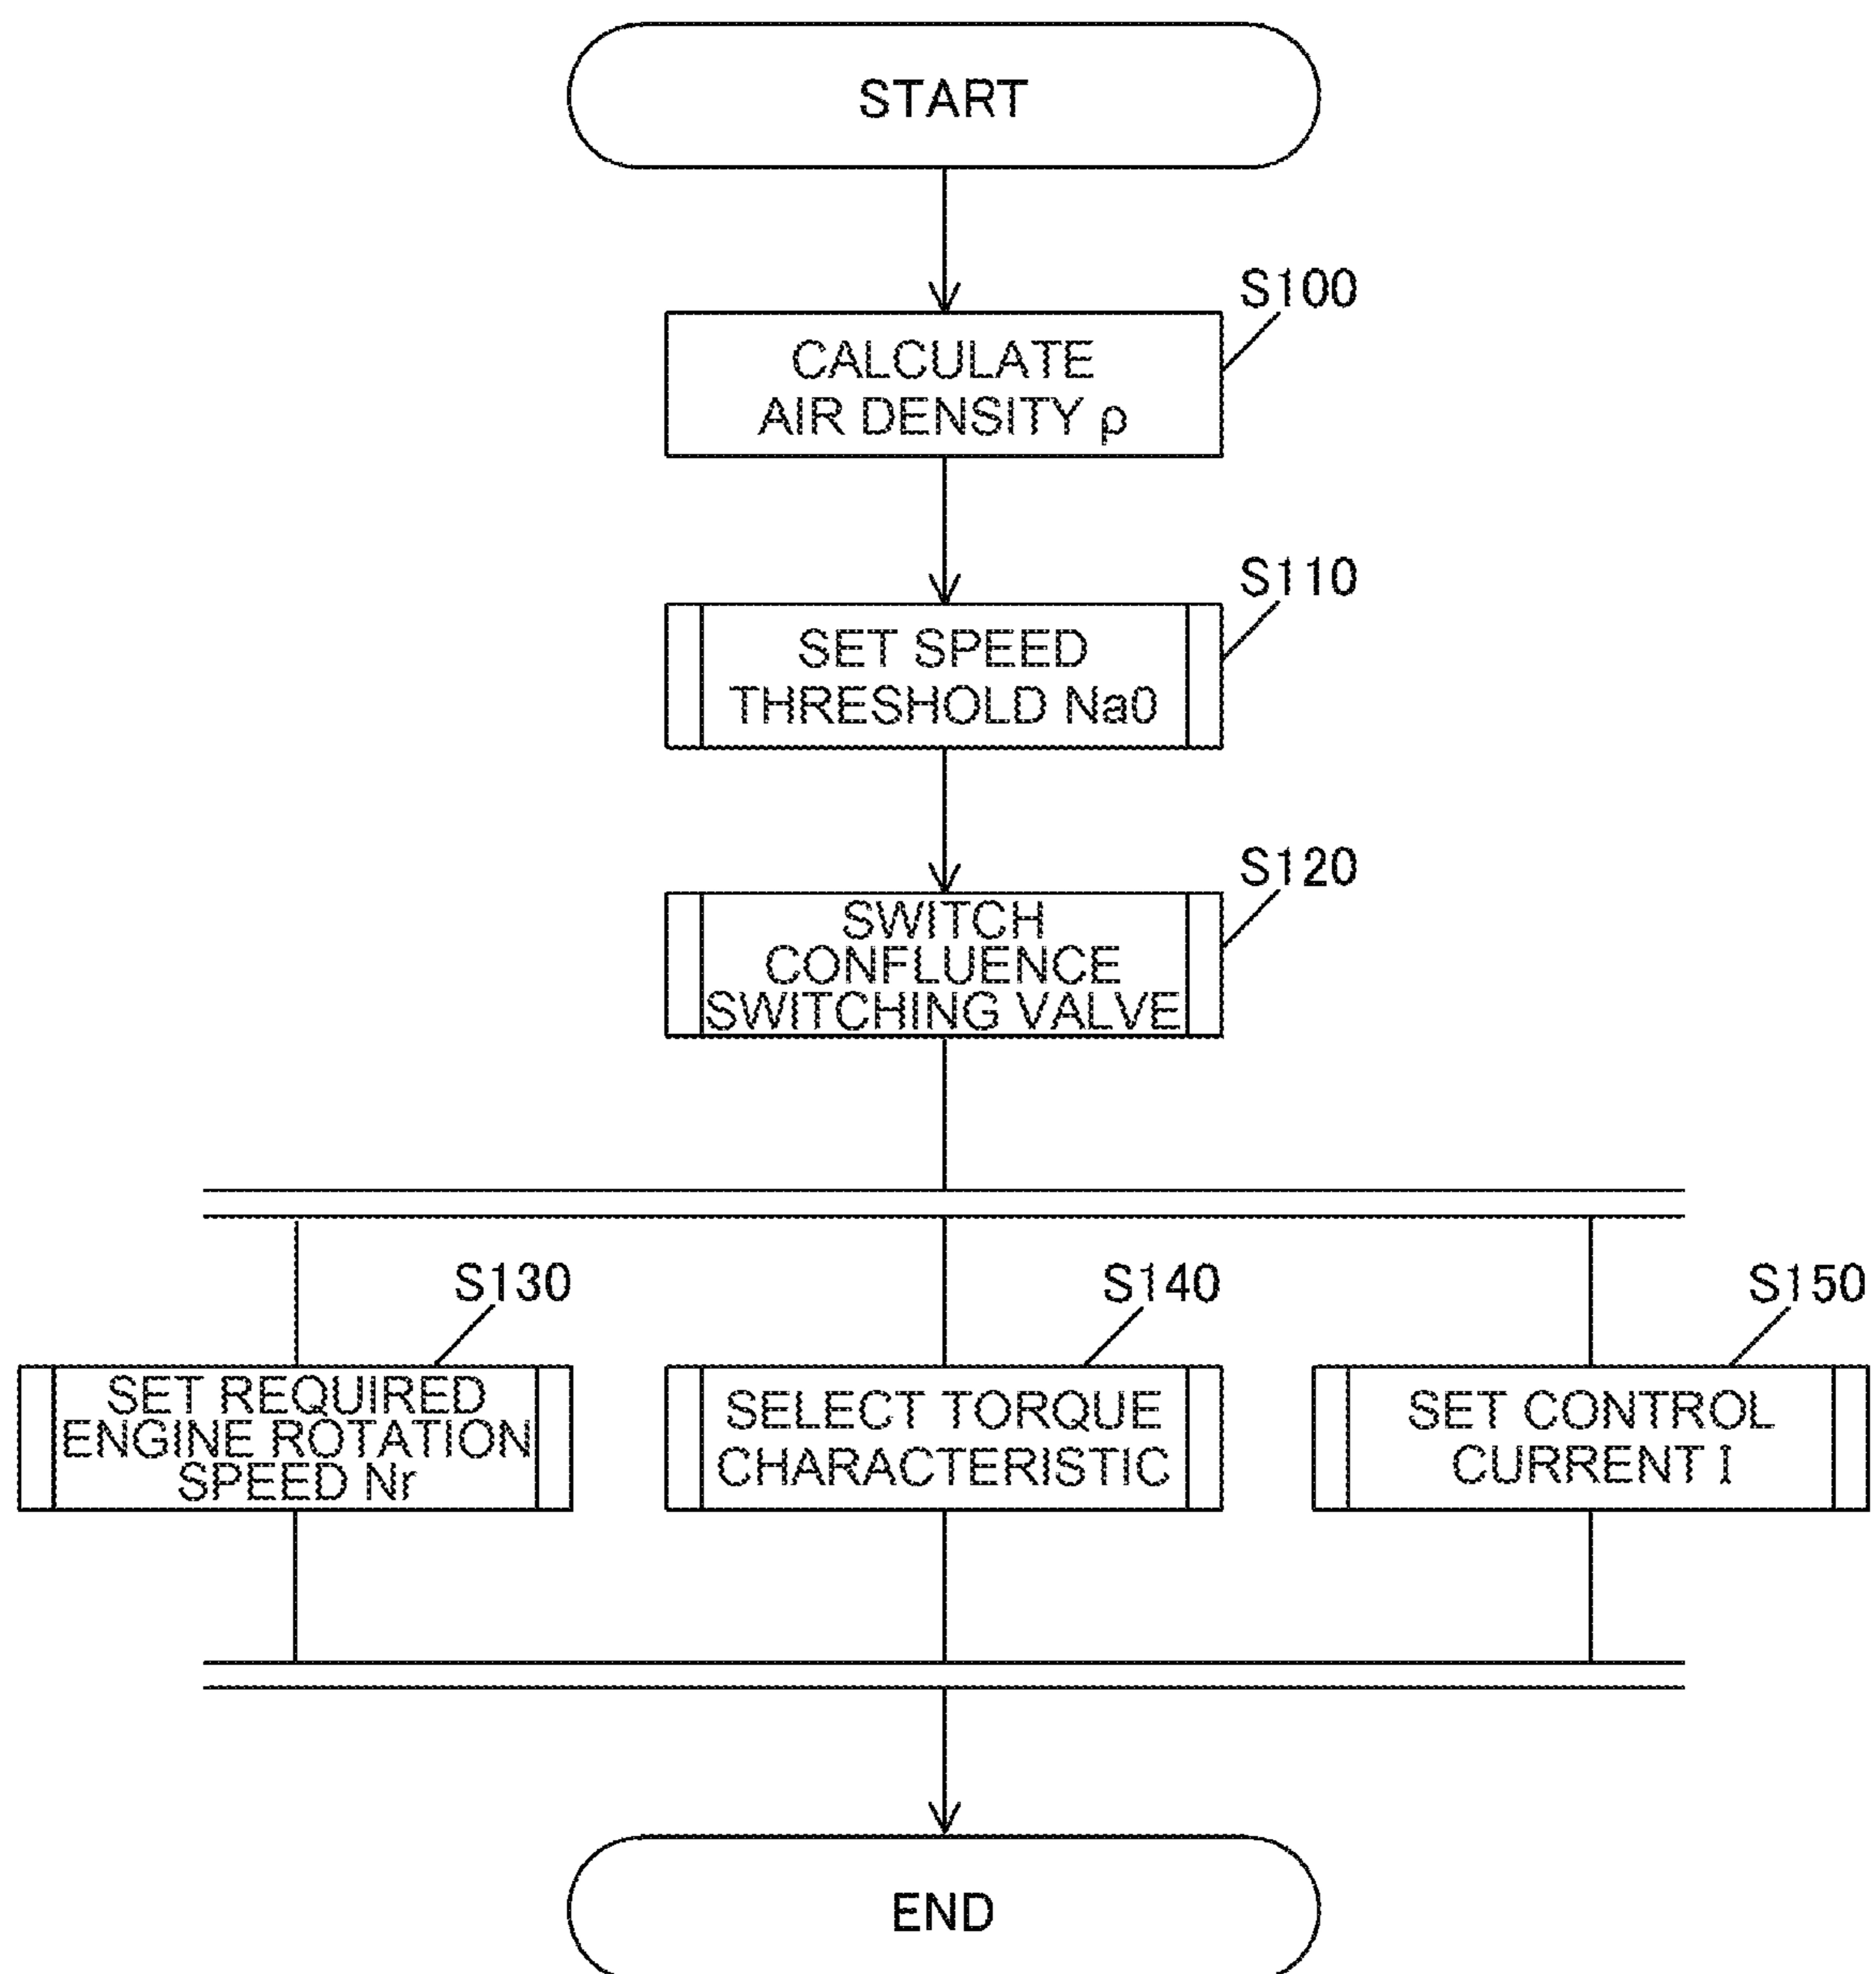 START
S100
CALCULATE
AIR DENSITY ρ
S110
SET SPEED
THRESHOLD Na0
S120
SWITCH
CONFLUENCE
SWITCHING VALVE
S130
SET REQUIRED
ENGINE ROTATION
SPEED Nr
S140
SELECT TORQUE
CHARACTERISTIC
S150
SET CONTROL
CURRENT I
END